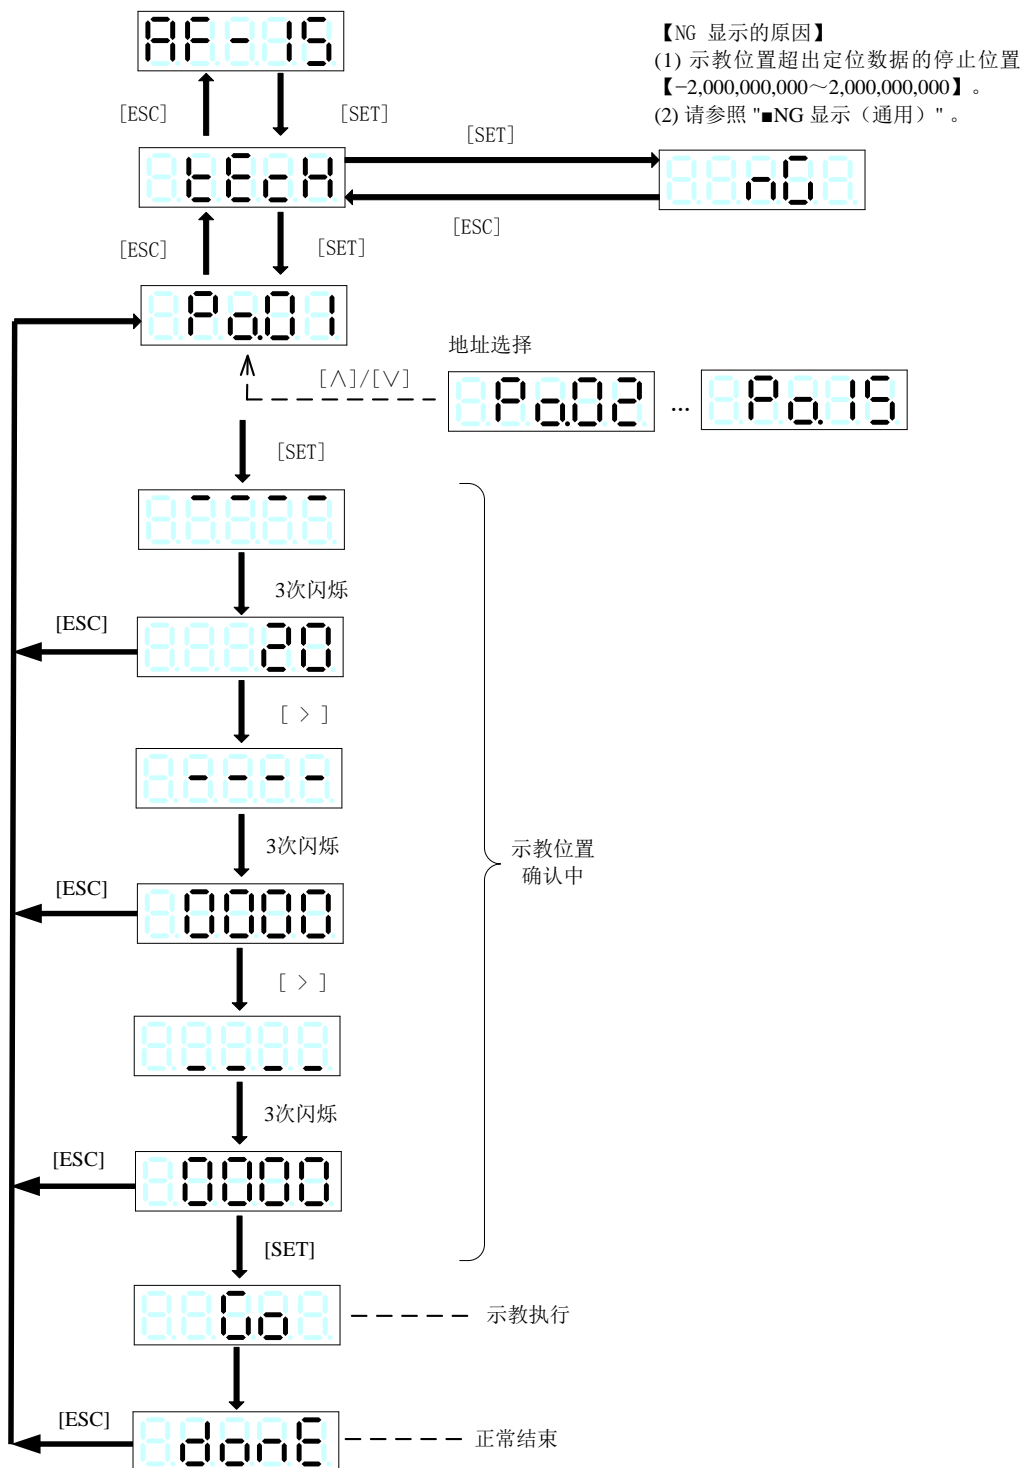 AF-15
【NG 显示的原因】
(1) 示教位置超出定位数据的停止位置
【−2,000,000,000～2,000,000,000】。
(2) 请参照 "■NG 显示（通用）" 。
[ESC]
[SET]
[SET]
tEcH
nG
[ESC]
[ESC]
[SET]
Po.01
地址选择
[∧]/[∨]
Po.02
...
Po.15
[SET]
----
3次闪烁
[ESC]
20
[ > ]
----
3次闪烁
示教位置
确认中
[ESC]
0000
[ > ]
____
3次闪烁
[ESC]
0000
[SET]
Go
示教执行
[ESC]
donE
正常结束